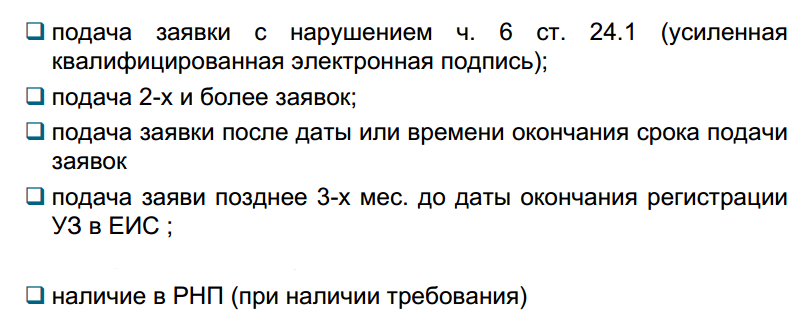 ❑ подача заявки с нарушением ч. 6 ст. 24.1 (усиленная
квалифицированная электронная подпись);
❑ подача 2-х и более заявок;
❑ подача заявки после даты или времени окончания срока подачи
заявок
❑ подача заяви позднее 3-х мес. до даты окончания регистрации
УЗ в ЕИС ;
❑ наличие в РНП (при наличии требования)